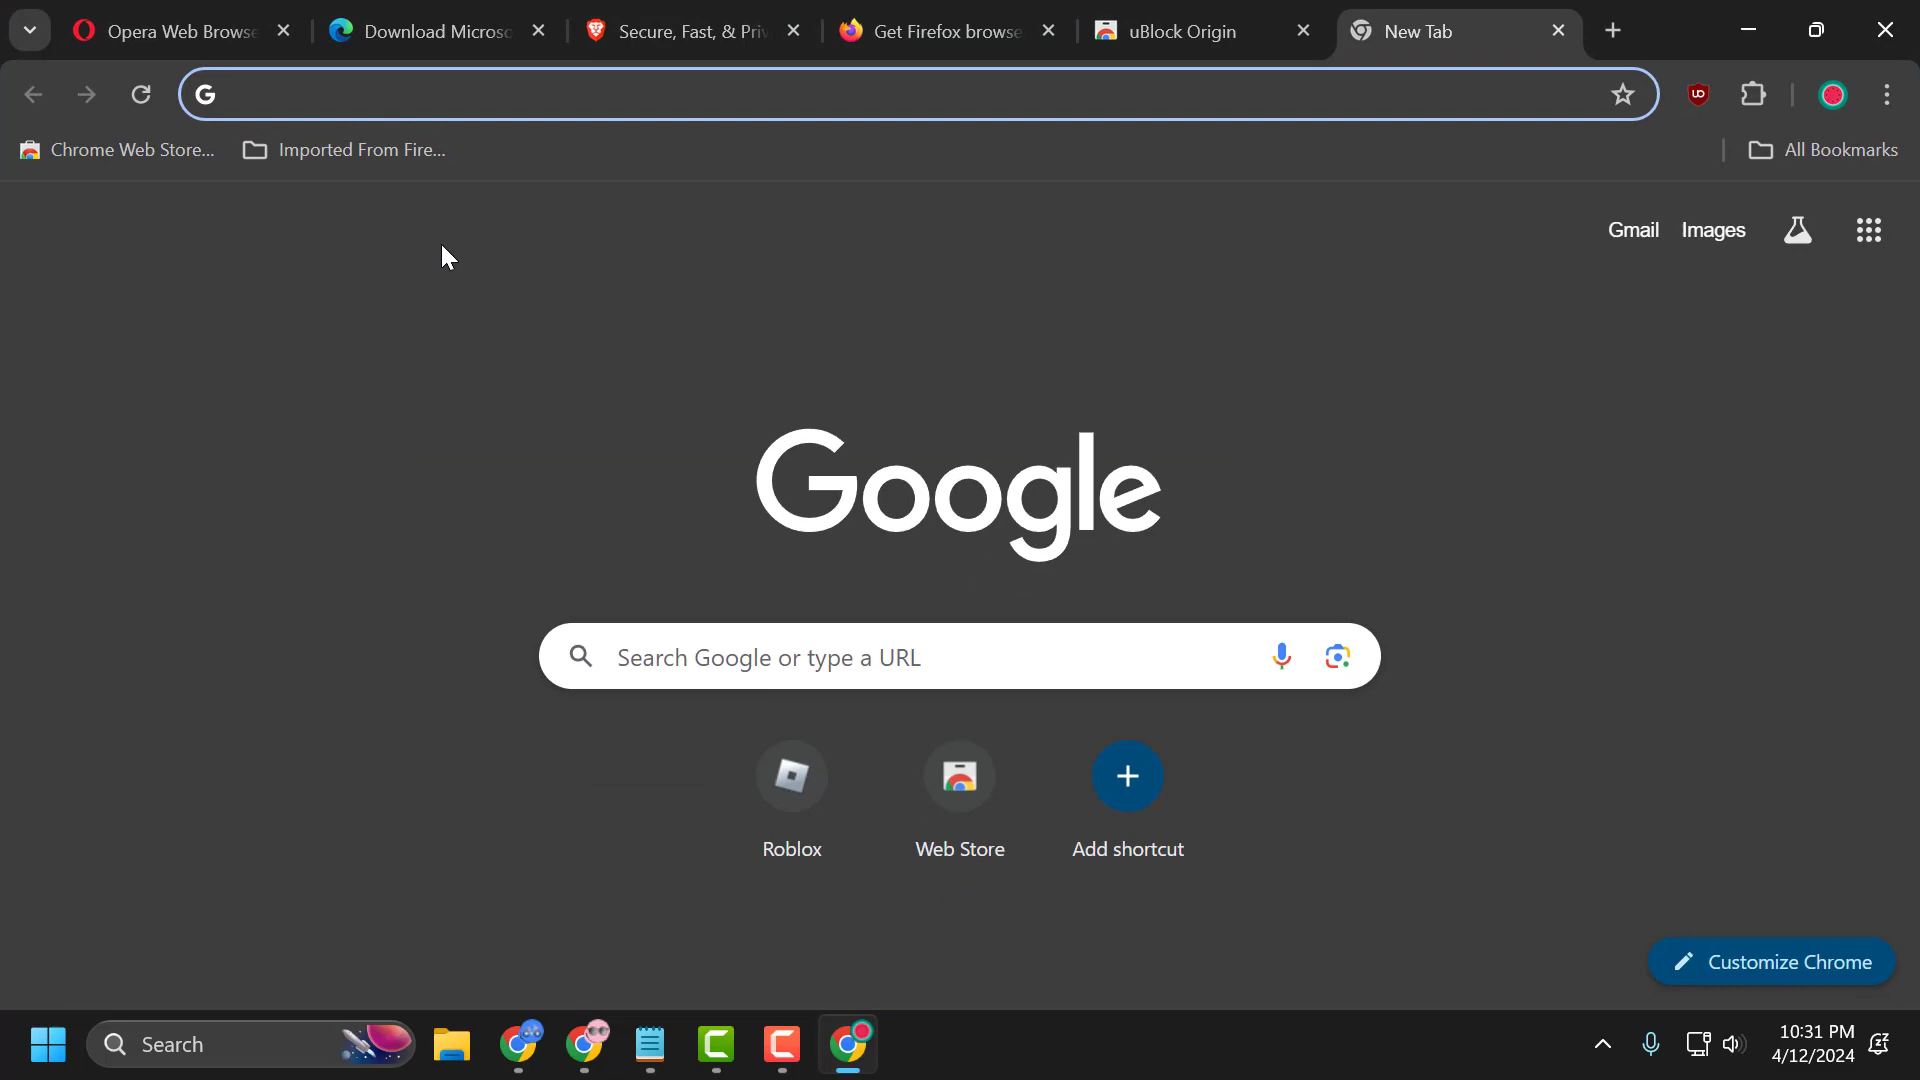 Opera Web Browse
Download Microso
Secure, Fast, & Priv
Get Firefox browse
uBlock Origin
New Tab
Chrome Web Store...
Imported From Fire...
All Bookmarks
Gmail
Images
Google
Search Google or type a URL
Roblox
Web Store
Add shortcut
Customize Chrome
Search
10:31 PM
4/12/2024